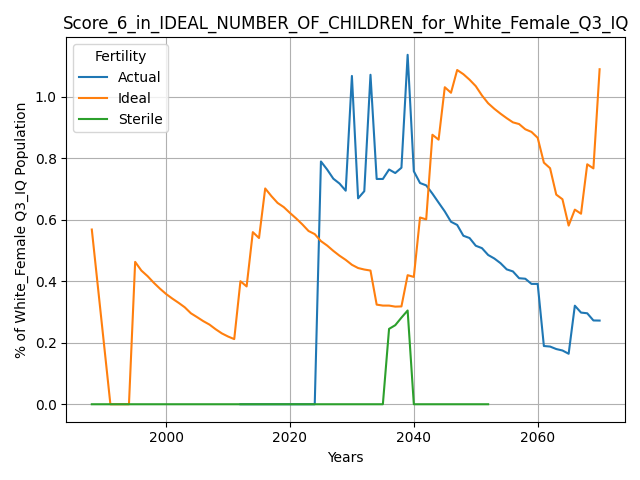 Score_6_in_IDEAL_NUMBER_OF_CHILDREN_for_White_Female_Q3_IQ
Fertility
Actual
Ideal
Sterile
% of White_Female Q3_IQ Population
1.0
0.8
0.6
0.4
0.2
0.0
2000
2020
2040
2060
Years